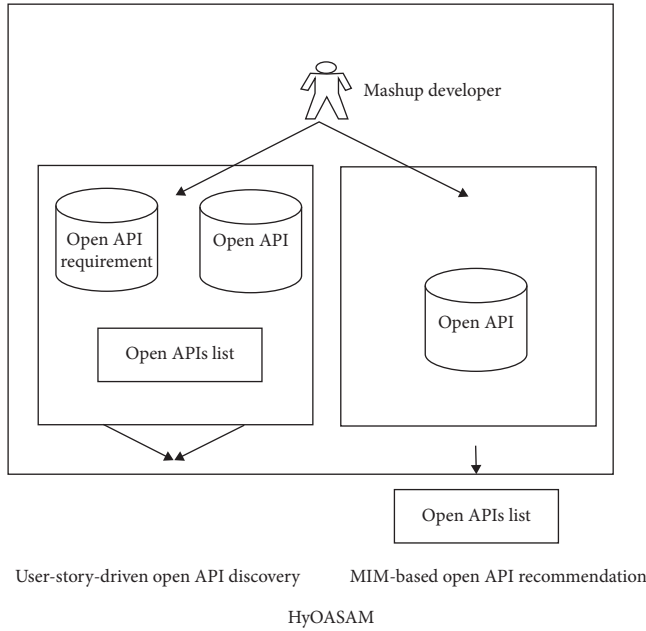 Mashup developer
Open API
requirement
Open API
Open APIs list
Open API
Open APIs list
User-story-driven open API discovery
MIM-based open API recommendation
HyOASAM